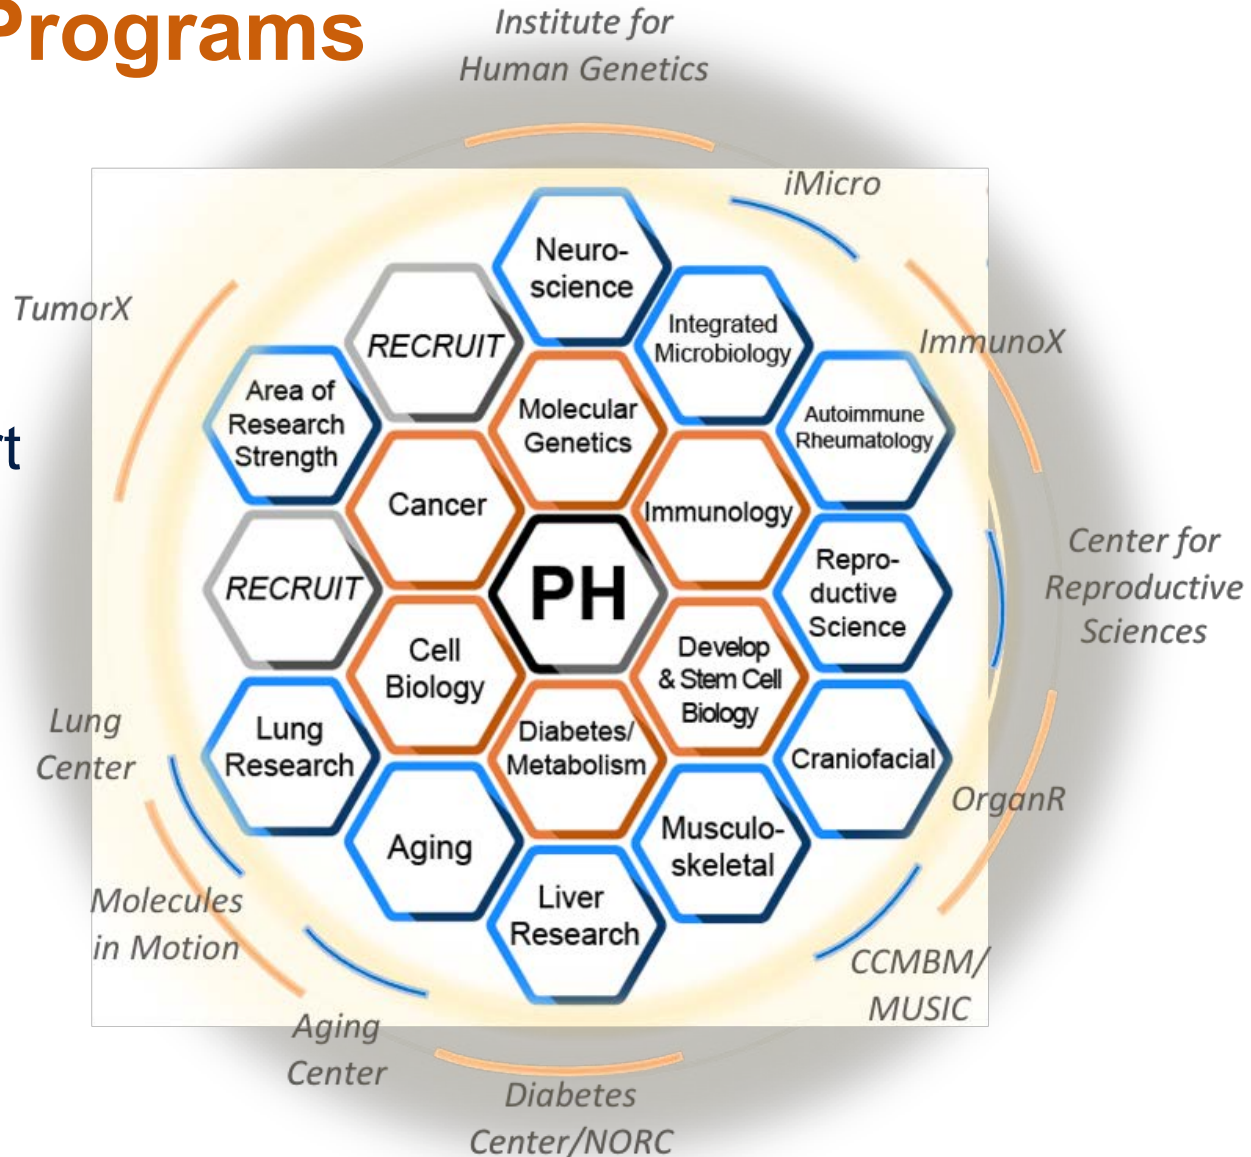 Programs
Institute for
Human Genetics
iMicro
TumorX
ImmunoX
rt
Center for
Reproductive
Sciences
Lung
Center
OrganR
Molecules
in Motion
CCMBM/
MUSIC
Aging
Center
Diabetes
Center/NORC
Neuro-
science
RECRUIT
Integrated
Microbiology
Area of
Research
Strength
Molecular
Genetics
Autoimmune
Rheumatology
Cancer
Immunology
RECRUIT
PH
Repro-
ductive
Science
Cell
Biology
Develop
& Stem Cell
Biology
Lung
Research
Diabetes/
Metabolism
Craniofacial
Aging
Musculo-
skeletal
Liver
Research